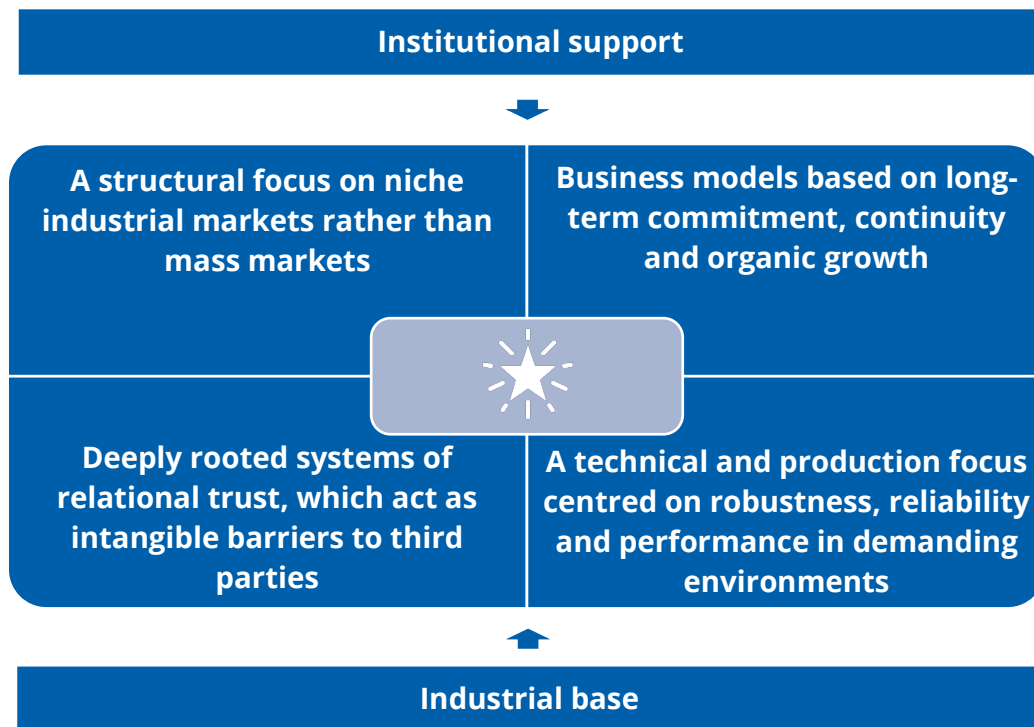 Institutional support
A structural focus on niche
industrial markets rather than
mass markets
Business models based on long-
term commitment, continuity
and organic growth
Deeply rooted systems of
relational trust, which act as
intangible barriers to third
parties
A technical and production focus
centred on robustness, reliability
and performance in demanding
environments
Industrial base